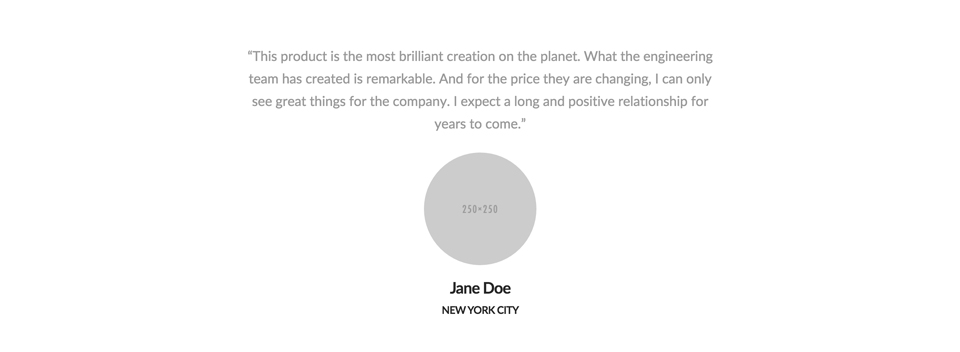 “This product is the most brilliant creation on the planet. What the engineering
team has created is remarkable. And for the price they are changing, I can only
see great things for the company. I expect a long and positive relationship for
years to come.”
250×250
Jane Doe
NEW YORK CITY